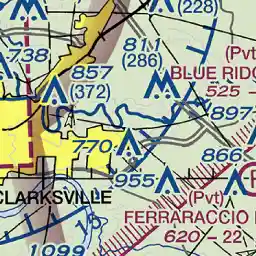 (228)
738
811
(286)
(Pvt)
857
(372)
BLUE RIDG
525 -
897
770
866
955
CLARKSVILLE
(Pvt)
FERRARACCIO
620 - 22
1099